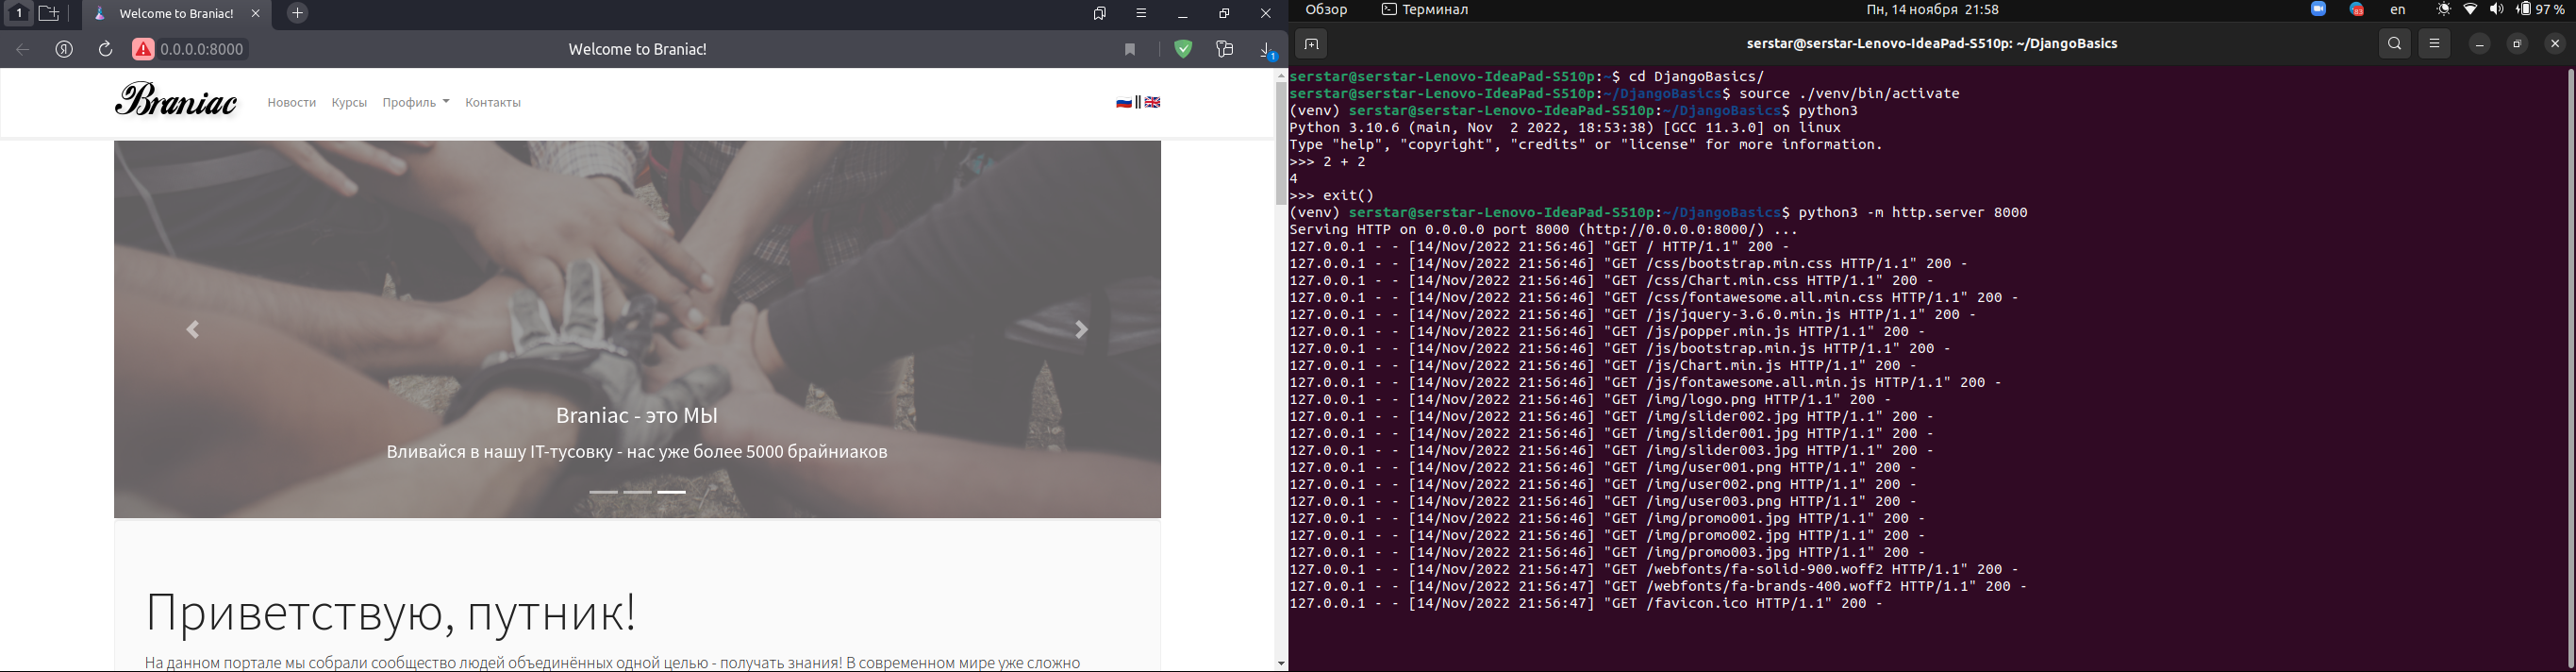 1
Welcome to Braniac!
0.0.0.0:8000
Welcome to Braniac!
1
Braniac
Новости
Курсы
Профиль
Контакты
||
Braniac - это МЫ
Вливайся в нашу IT-тусовку - нас уже более 5000 брайниаков
Приветствую, путник!
На данном портале мы собрали сообщество людей объединённых одной целью - получать знания! В современном мире уже сложно
Обзор
Терминал
Пн, 14 ноября 21:58
83
en
97 %
serstar@serstar-Lenovo-IdeaPad-S510p: ~/DjangoBasics
serstar@serstar-Lenovo-IdeaPad-S510p:~$ cd DjangoBasics/
serstar@serstar-Lenovo-IdeaPad-S510p:~/DjangoBasics$ source ./venv/bin/activate
(venv) serstar@serstar-Lenovo-IdeaPad-S510p:~/DjangoBasics$ python3
Python 3.10.6 (main, Nov  2 2022, 18:53:38) [GCC 11.3.0] on linux
Type "help", "copyright", "credits" or "license" for more information.
>>> 2 + 2
4
>>> exit()
(venv) serstar@serstar-Lenovo-IdeaPad-S510p:~/DjangoBasics$ python3 -m http.server 8000
Serving HTTP on 0.0.0.0 port 8000 (http://0.0.0.0:8000/) ...
127.0.0.1 - - [14/Nov/2022 21:56:46] "GET / HTTP/1.1" 200 -
127.0.0.1 - - [14/Nov/2022 21:56:46] "GET /css/bootstrap.min.css HTTP/1.1" 200 -
127.0.0.1 - - [14/Nov/2022 21:56:46] "GET /css/Chart.min.css HTTP/1.1" 200 -
127.0.0.1 - - [14/Nov/2022 21:56:46] "GET /css/fontawesome.all.min.css HTTP/1.1" 200 -
127.0.0.1 - - [14/Nov/2022 21:56:46] "GET /js/jquery-3.6.0.min.js HTTP/1.1" 200 -
127.0.0.1 - - [14/Nov/2022 21:56:46] "GET /js/popper.min.js HTTP/1.1" 200 -
127.0.0.1 - - [14/Nov/2022 21:56:46] "GET /js/bootstrap.min.js HTTP/1.1" 200 -
127.0.0.1 - - [14/Nov/2022 21:56:46] "GET /js/Chart.min.js HTTP/1.1" 200 -
127.0.0.1 - - [14/Nov/2022 21:56:46] "GET /js/fontawesome.all.min.js HTTP/1.1" 200 -
127.0.0.1 - - [14/Nov/2022 21:56:46] "GET /img/logo.png HTTP/1.1" 200 -
127.0.0.1 - - [14/Nov/2022 21:56:46] "GET /img/slider002.jpg HTTP/1.1" 200 -
127.0.0.1 - - [14/Nov/2022 21:56:46] "GET /img/slider001.jpg HTTP/1.1" 200 -
127.0.0.1 - - [14/Nov/2022 21:56:46] "GET /img/slider003.jpg HTTP/1.1" 200 -
127.0.0.1 - - [14/Nov/2022 21:56:46] "GET /img/user001.png HTTP/1.1" 200 -
127.0.0.1 - - [14/Nov/2022 21:56:46] "GET /img/user002.png HTTP/1.1" 200 -
127.0.0.1 - - [14/Nov/2022 21:56:46] "GET /img/user003.png HTTP/1.1" 200 -
127.0.0.1 - - [14/Nov/2022 21:56:46] "GET /img/promo001.jpg HTTP/1.1" 200 -
127.0.0.1 - - [14/Nov/2022 21:56:46] "GET /img/promo002.jpg HTTP/1.1" 200 -
127.0.0.1 - - [14/Nov/2022 21:56:46] "GET /img/promo003.jpg HTTP/1.1" 200 -
127.0.0.1 - - [14/Nov/2022 21:56:47] "GET /webfonts/fa-solid-900.woff2 HTTP/1.1" 200 -
127.0.0.1 - - [14/Nov/2022 21:56:47] "GET /webfonts/fa-brands-400.woff2 HTTP/1.1" 200 -
127.0.0.1 - - [14/Nov/2022 21:56:47] "GET /favicon.ico HTTP/1.1" 200 -